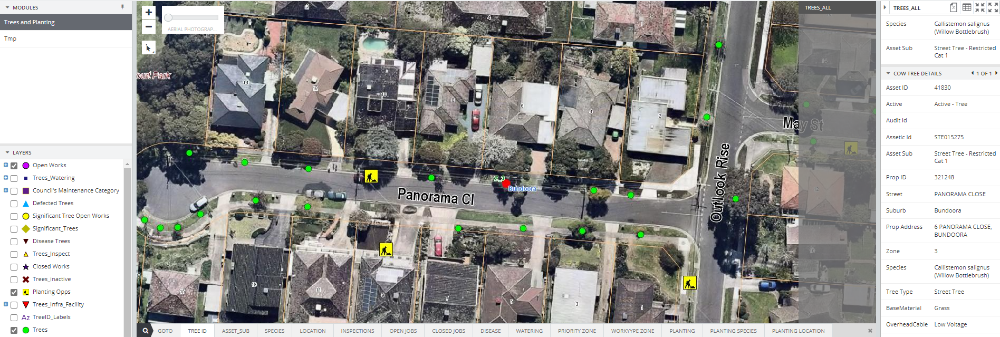 MODULES
Trees and Planting
Tmp
LAYERS
Open Works
Trees_Watering
Council's Maintenance Category
Defected Trees
Significant Tree Open Works
Significant_Trees
Disease Trees
Trees_Inspect
Closed Works
Trees_inactive
Planting Opps
Trees_Infra_Facility
Az TreeID_Labels
Trees
+
−
AERIAL PHOTOGRAP...
3
4
1
ourt Park
14
12
10
8
6
4
2
May St
Outlook Rise
Z_3
Bundoora
Panorama Cl
15
13
11
9
7
5
3
1
14
12
10
8
TREES_ALL
GOTO TREE ID ASSET_SUB SPECIES LOCATION INSPECTIONS OPEN JOBS CLOSED JOBS DISEASE WATERING PRIORITY ZONE WORKYYPE ZONE PLANTING PLANTING SPECIES PLANTING LOCATION
TREES_ALL
Species Callistemon salignus
(Willow Bottlebrush)
Asset Sub Street Tree - Restricted
Cat 1
COW TREE DETAILS 1 OF 1
Asset ID 41830
Active Active - Tree
Audit Id
Assetic Id STE015275
Asset Sub Street Tree - Restricted
Cat 1
Prop ID 321248
Street PANORAMA CLOSE
Suburb Bundoora
Prop Address 6 PANORAMA CLOSE,
BUNDOORA
Zone 3
Species Callistemon salignus
(Willow Bottlebrush)
Tree Type Street Tree
BaseMaterial Grass
OverheadCable Low Voltage